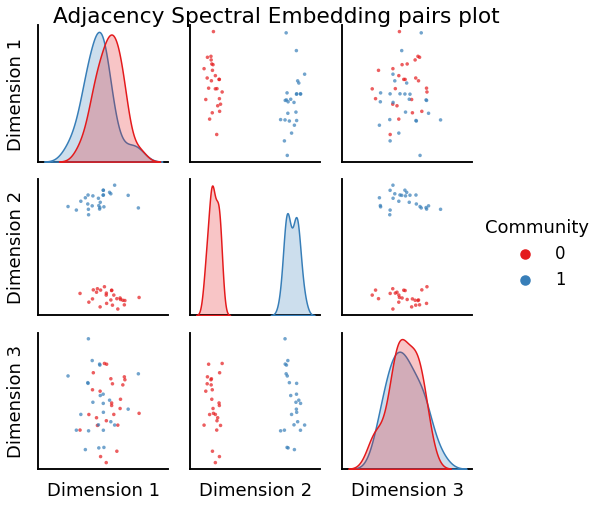 Adjacency Spectral Embedding pairs plot
Dimension 1
Dimension 2
Dimension 3
Community
0
1
Dimension 1
Dimension 2
Dimension 3